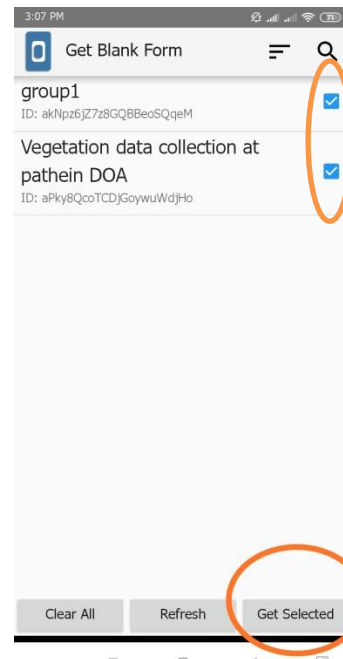 3:07 PM
71
Get Blank Form
group1
ID: akNpz6jZ7z8GQBBeoSQqeM
Vegetation data collection at
pathein DOA
ID: aPky8QcoTCDjGoywuWdjHo
Clear All
Refresh
Get Selected